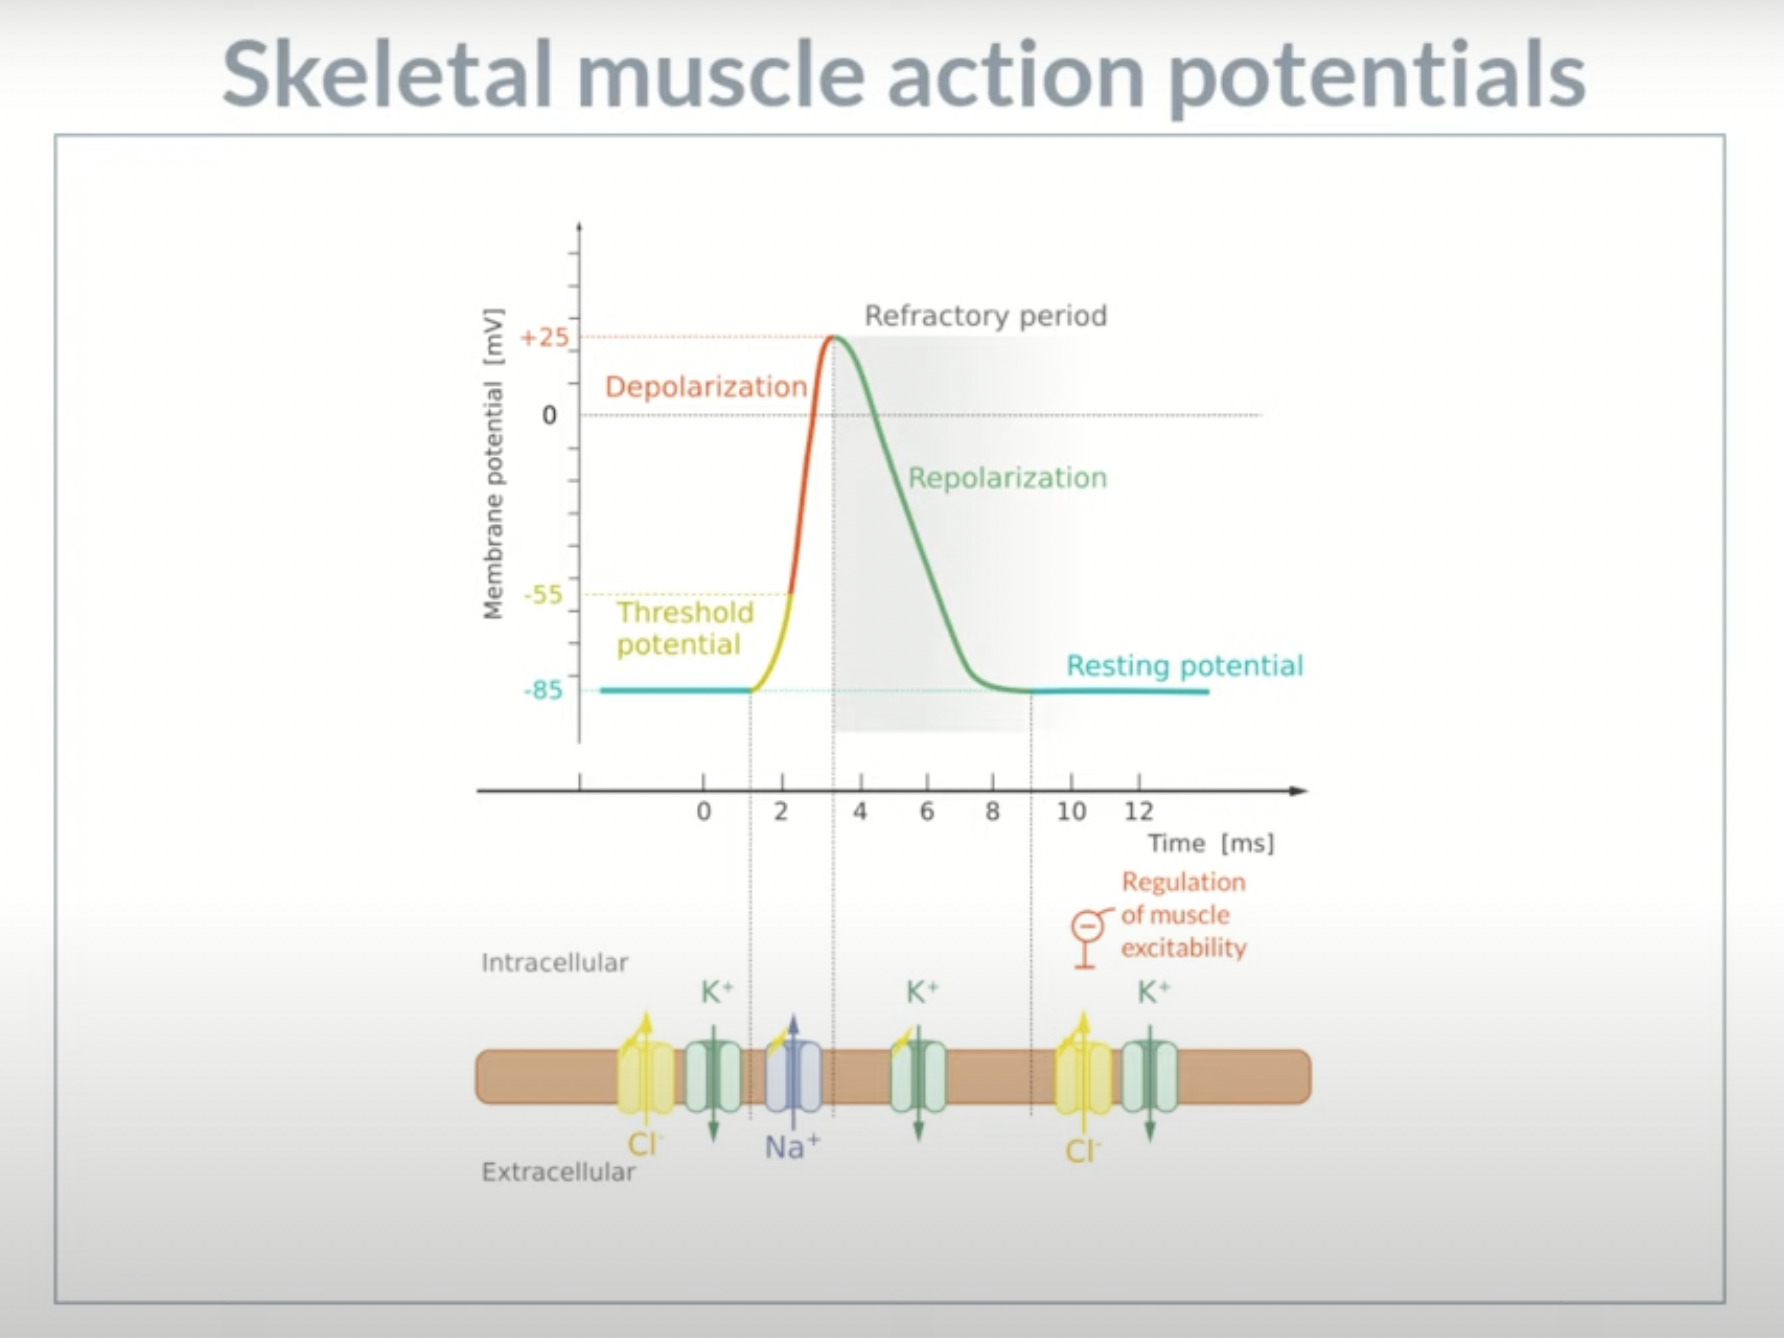 Skeletal muscle action potentials
Membrane potential [mV]
+25
0
-55
-85
Refractory period
Depolarization
Repolarization
Threshold
potential
Resting potential
0 2 4 6 8 10 12
Time [ms]
Regulation
of muscle
excitability
Intracellular
K⁺ K⁺ K⁺
Cl⁻ Na⁺ Cl⁻
Extracellular